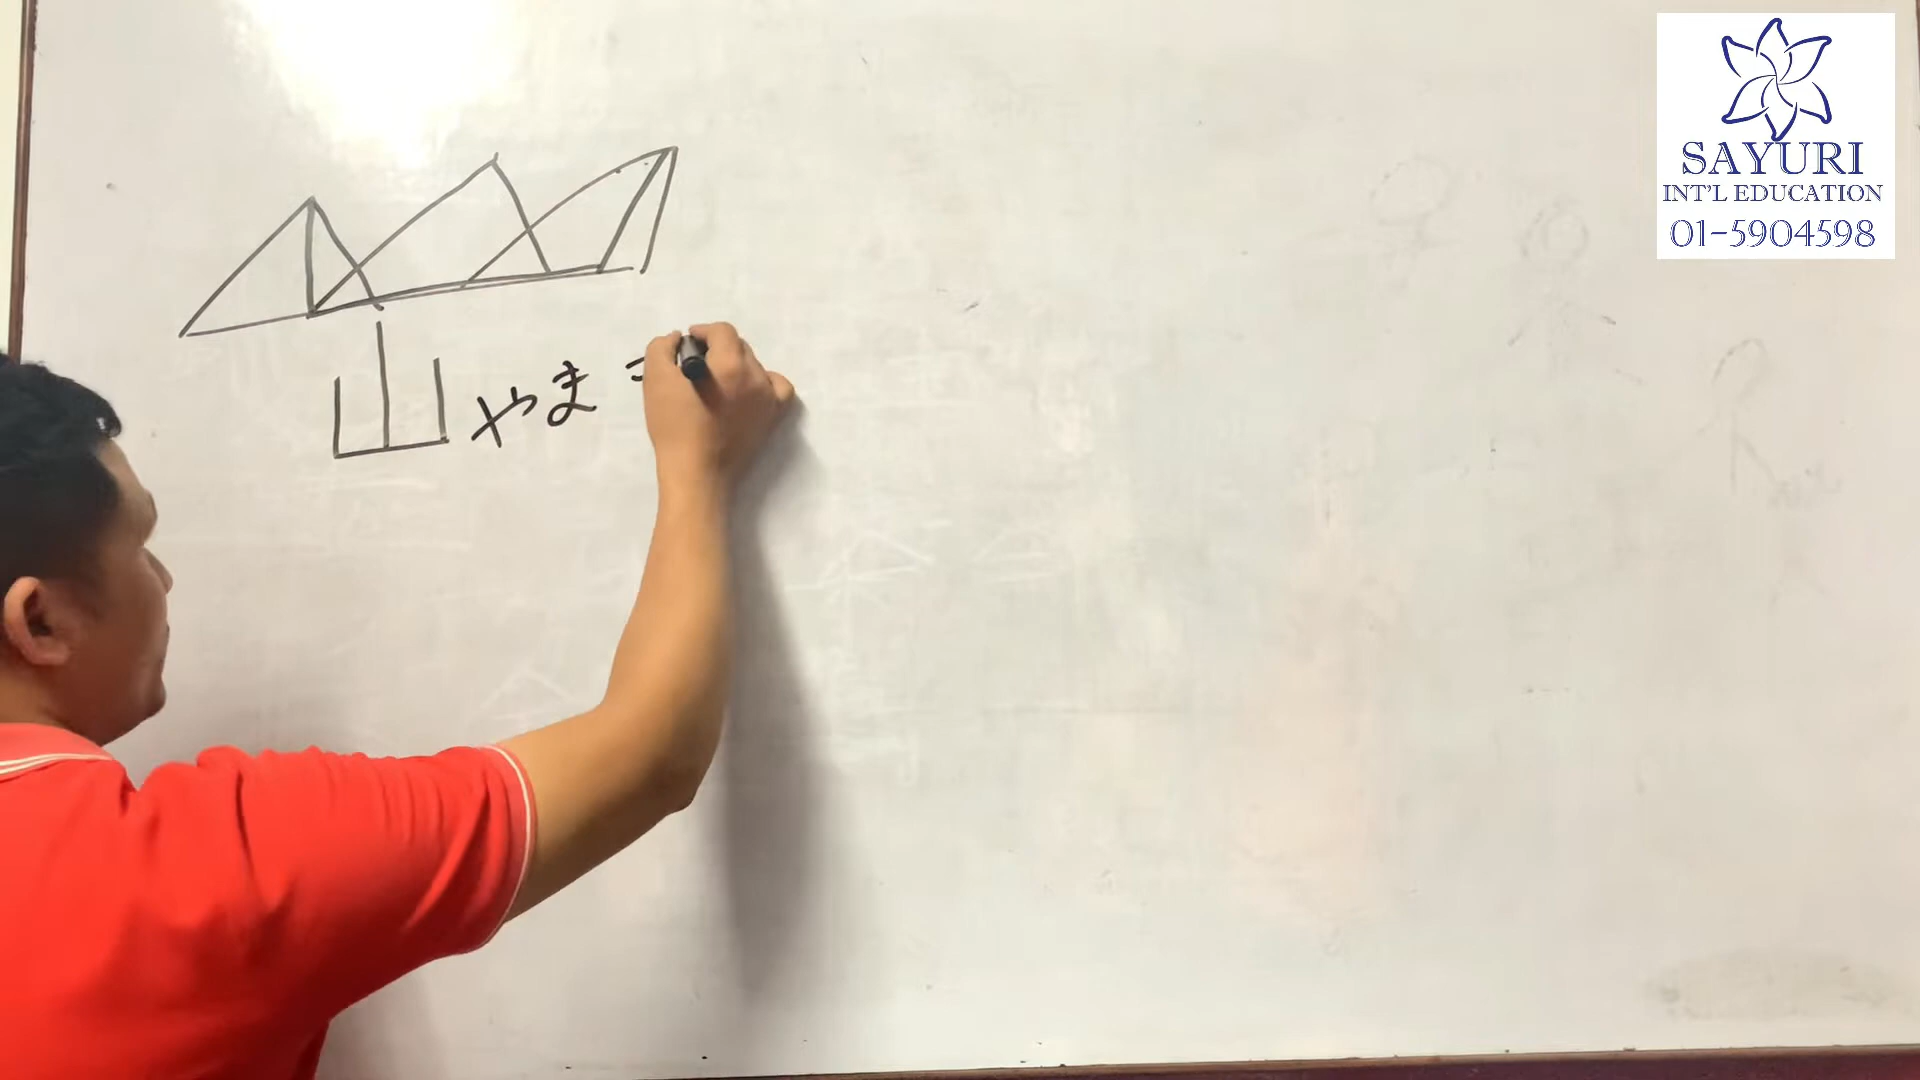 山 やま =
SAYURI
INT'L EDUCATION
01-5904598